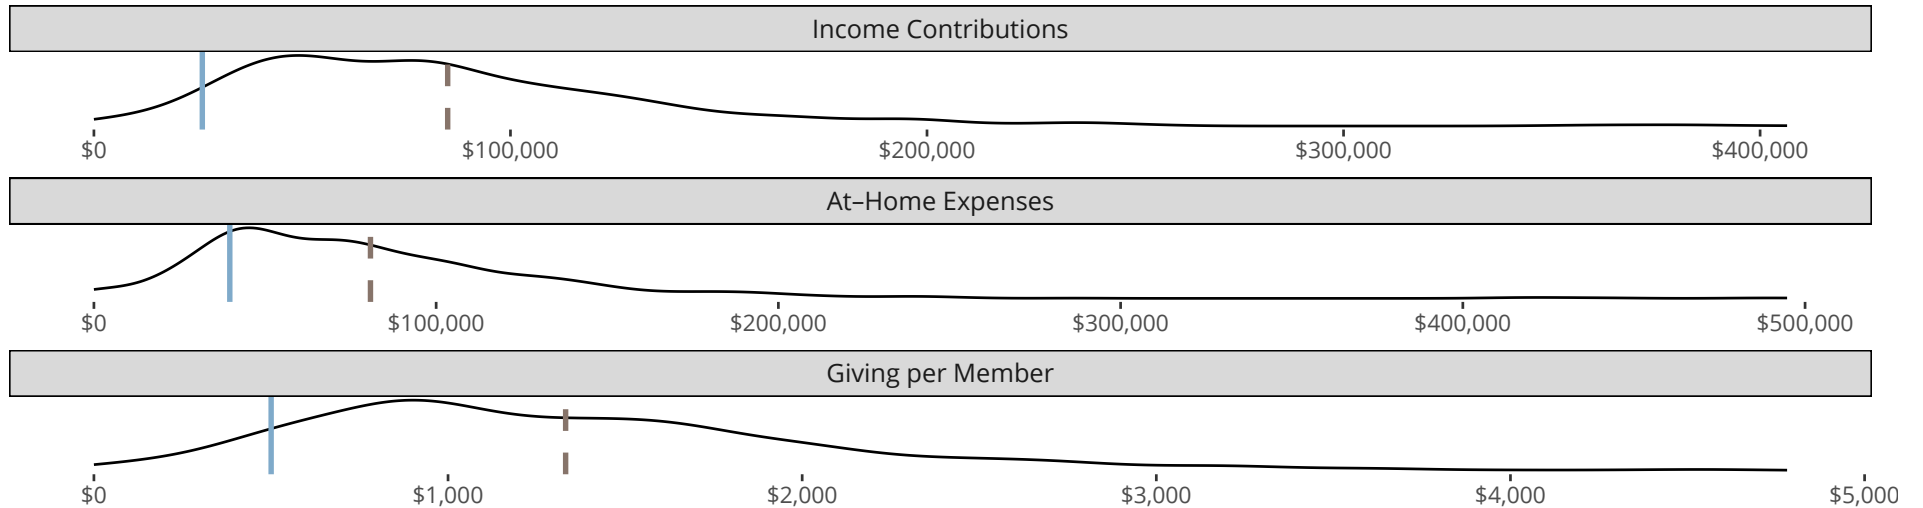 Income Contributions
$0 $100,000 $200,000 $300,000 $400,000
At–Home Expenses
$0 $100,000 $200,000 $300,000 $400,000 $500,000
Giving per Member
$0 $1,000 $2,000 $3,000 $4,000 $5,000